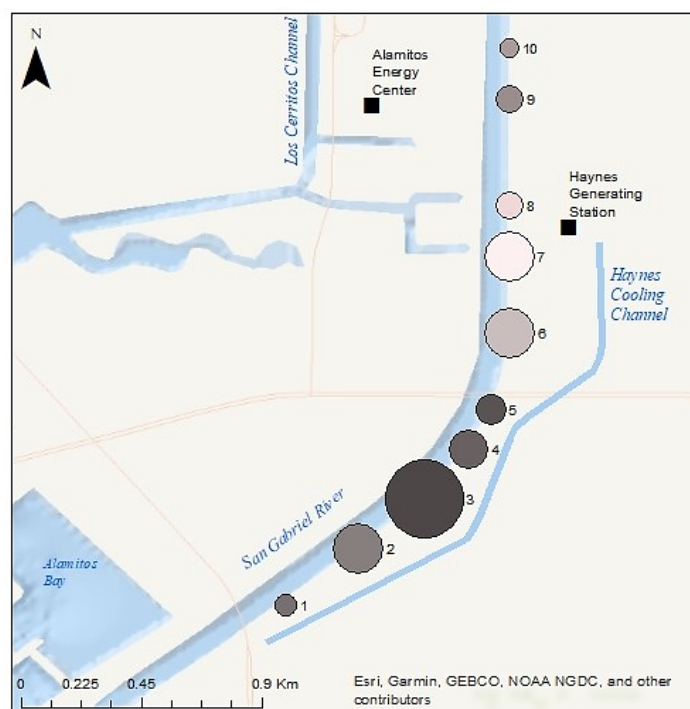 N
Los Cerritos Channel
Alamitos
Energy
Center
10
9
Haynes
Generating
Station
8
7
Haynes
Cooling
Channel
6
5
4
3
San Gabriel River
2
Alamitos
Bay
1
0 0.225 0.45 0.9 Km
Esri, Garmin, GEBCO, NOAA NGDC, and other
contributors